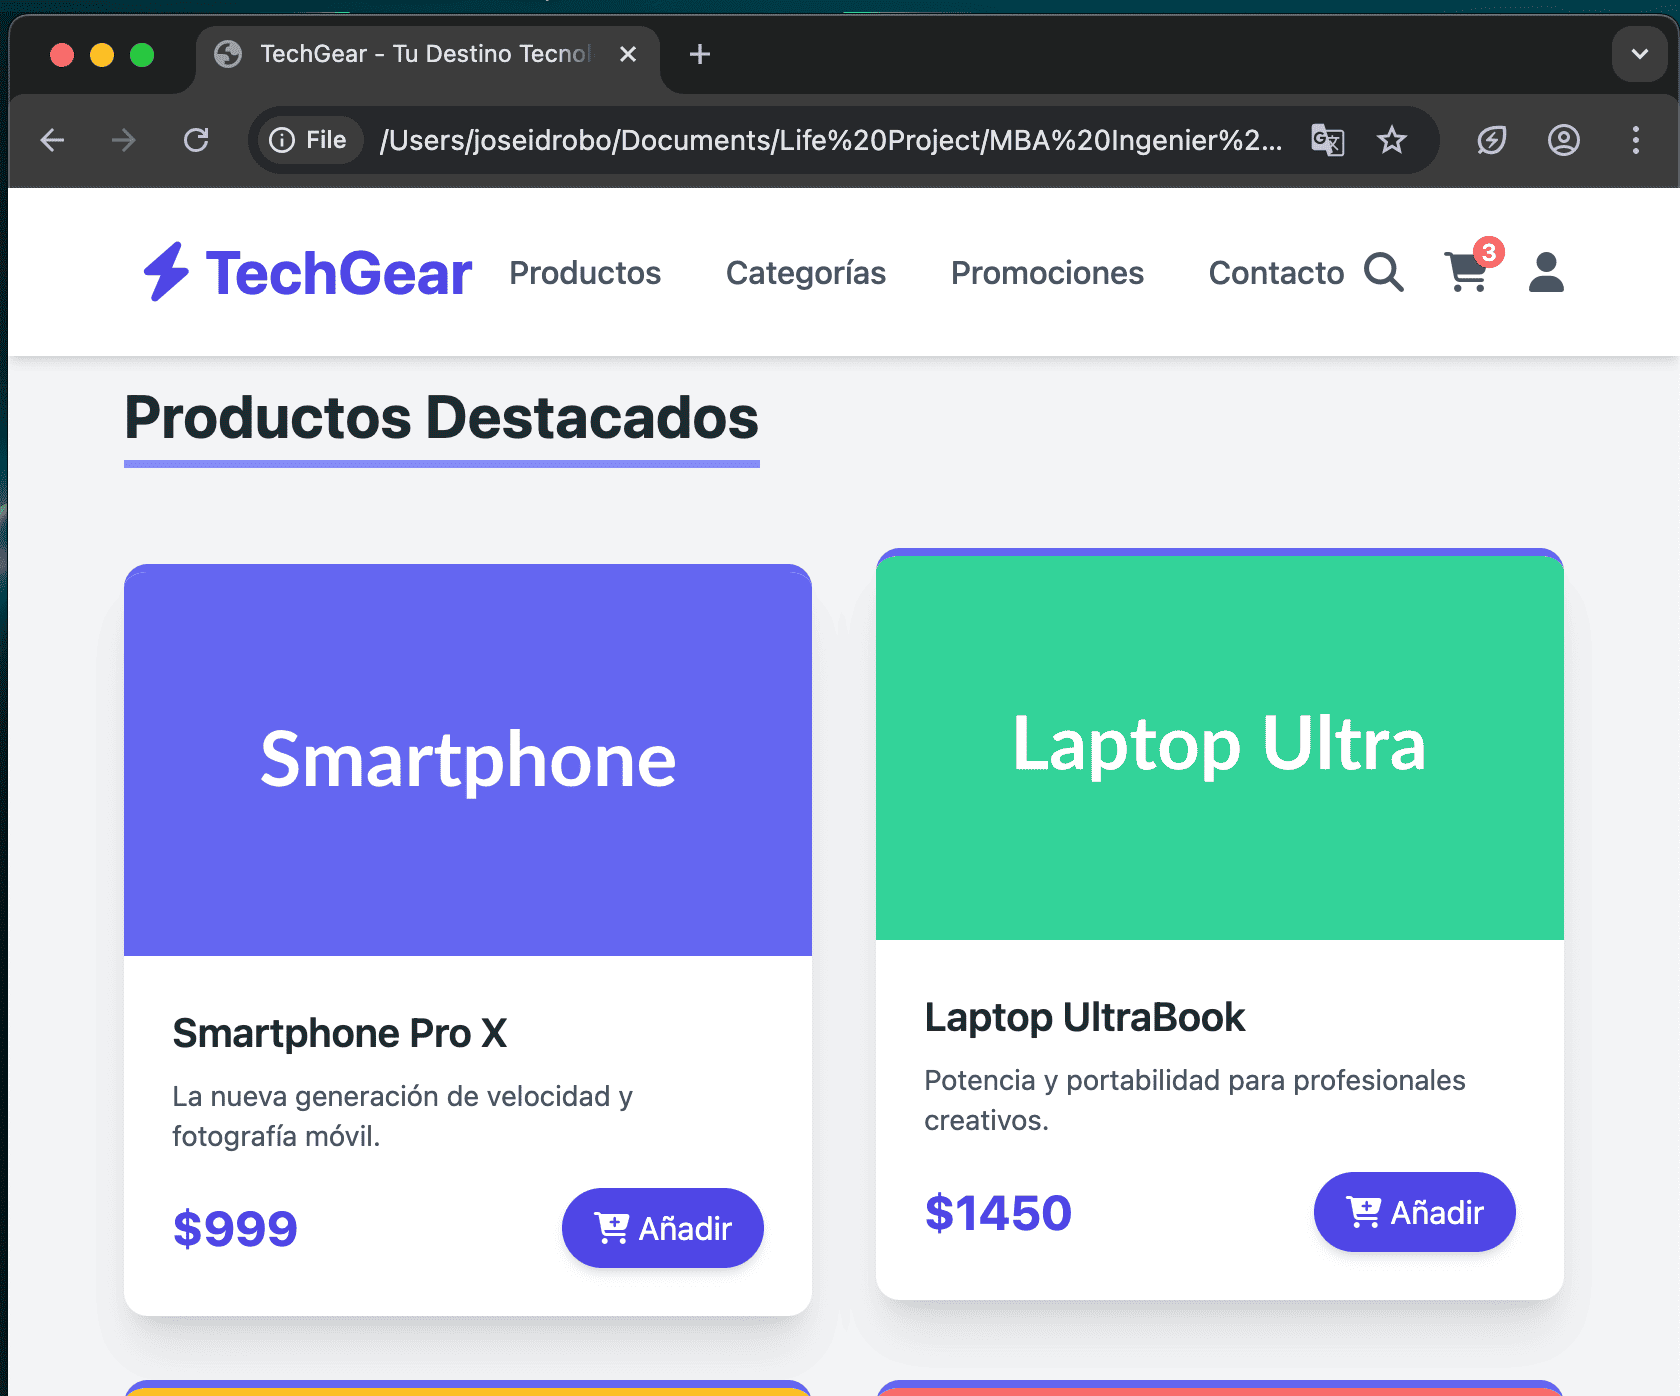 TechGear - Tu Destino Tecnol
File
/Users/joseidrobo/Documents/Life%20Project/MBA%20Ingenier%2...
TechGear
Productos
Categorías
Promociones
Contacto
3
Productos Destacados
Smartphone
Smartphone Pro X
La nueva generación de velocidad y
fotografía móvil.
$999
Añadir
Laptop Ultra
Laptop UltraBook
Potencia y portabilidad para profesionales
creativos.
$1450
Añadir